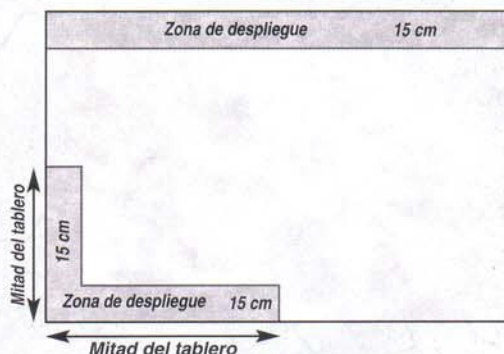 Zona de despliegue 15 cm
Mitad del tablero
15 cm
Zona de despliegue 15 cm
Mitad del tablero